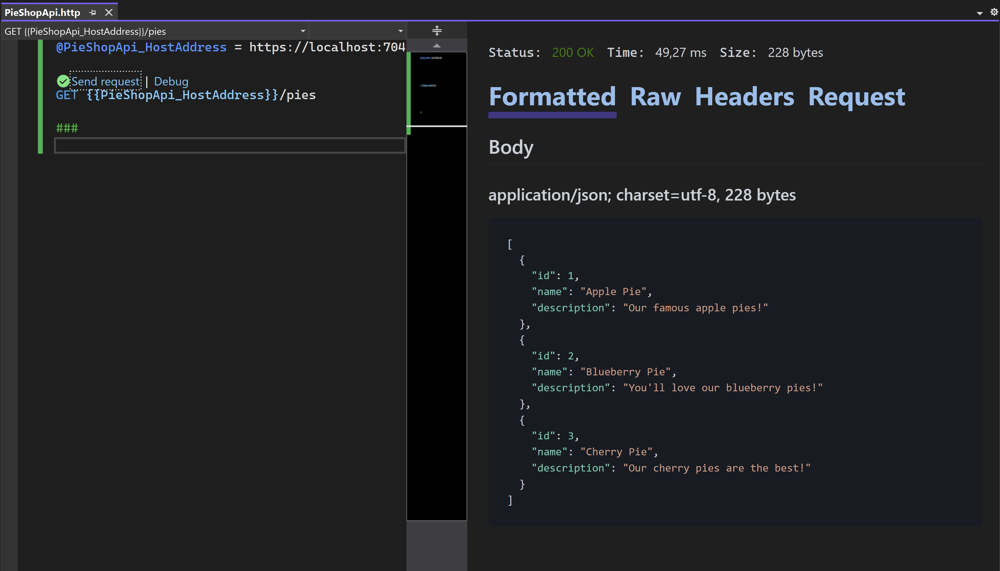 PieShopApi.http
GET {{PieShopApi_HostAddress}}/pies
@PieShopApi_HostAddress = https://localhost:704
Send request | Debug
GET {{PieShopApi_HostAddress}}/pies
###
Status: 200 OK Time: 49,27 ms Size: 228 bytes
Formatted Raw Headers Request
Body
application/json; charset=utf-8, 228 bytes
[
{
"id": 1,
"name": "Apple Pie",
"description": "Our famous apple pies!"
},
{
"id": 2,
"name": "Blueberry Pie",
"description": "You'll love our blueberry pies!"
},
{
"id": 3,
"name": "Cherry Pie",
"description": "Our cherry pies are the best!"
}
]